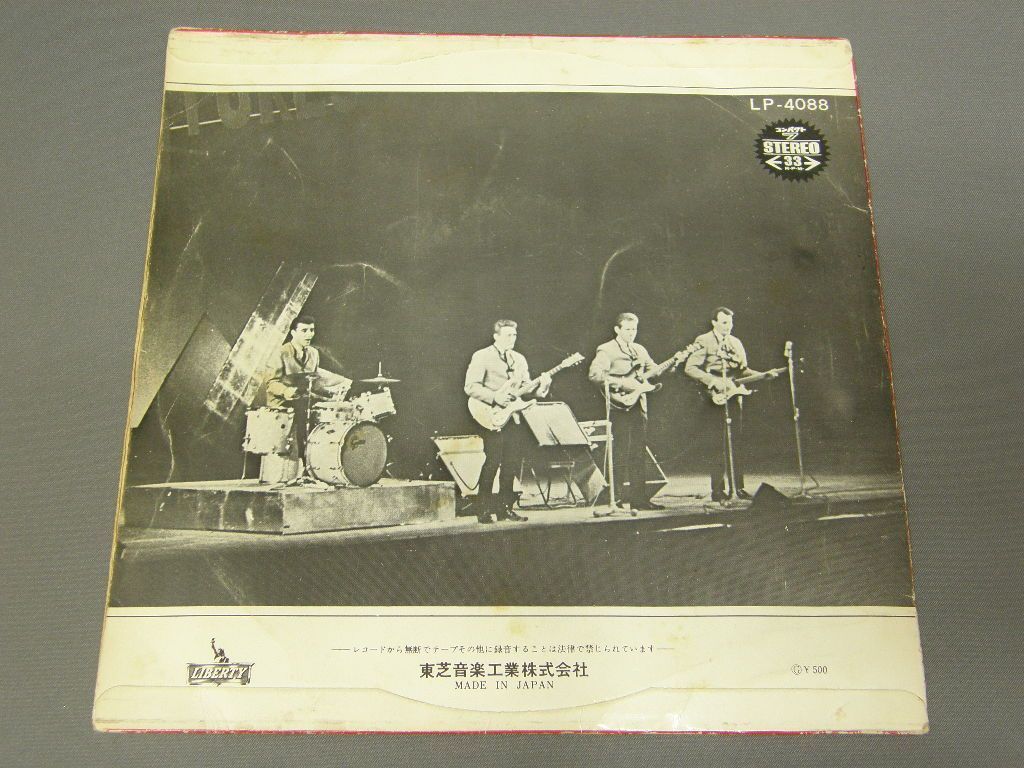 LP-4088
コンパクト
STEREO
33
レコードから無断でテープその他に録音することは法律で禁じられています
LIBERTY
東芝音楽工業株式会社
MADE IN JAPAN
Ⓒ ¥500